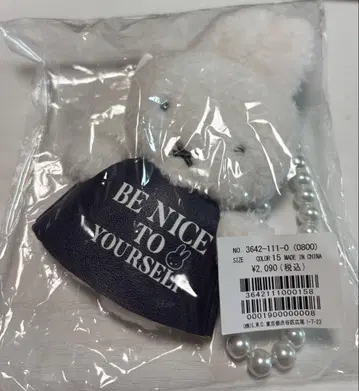 BE NICE
TO
YOURSELF
NO 3642-111-0 (0800)
SIZE COLOR 15 MADE IN CHINA
¥2,090(税込)
3642111000158
0001900000008